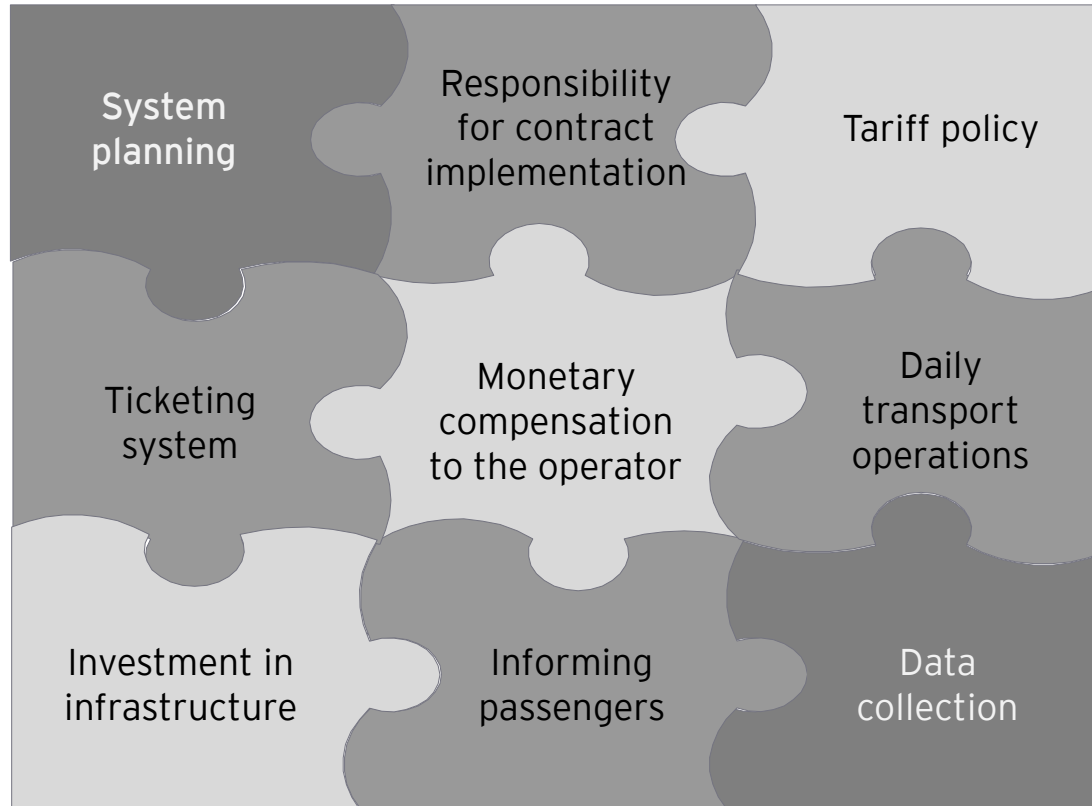 System
planning
Responsibility
for contract
implementation
Tariff policy
Ticketing
system
Monetary
compensation
to the operator
Daily
transport
operations
Investment in
infrastructure
Informing
passengers
Data
collection